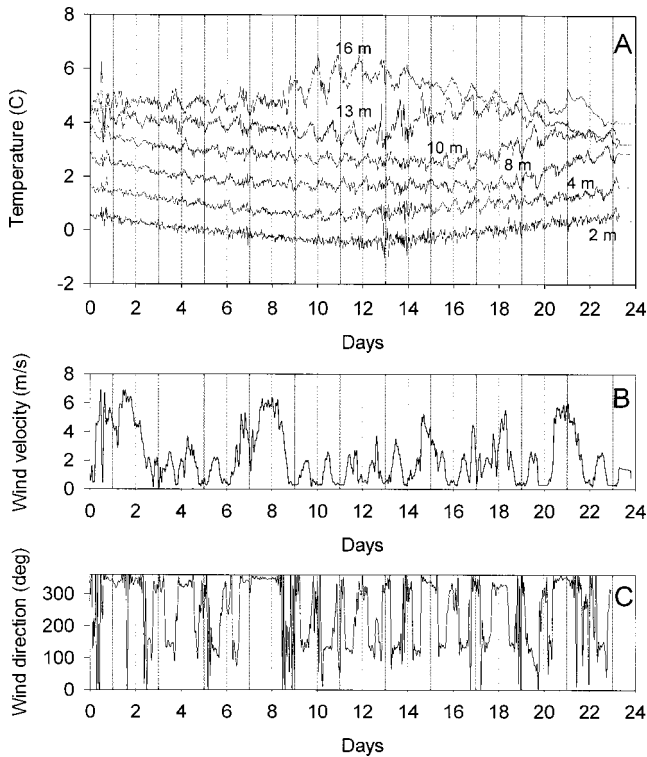 A
Temperature (C)
8
6
4
2
0
-2
16 m
13 m
10 m
8 m
4 m
2 m
0 2 4 6 8 10 12 14 16 18 20 22 24
Days
B
Wind velocity (m/s)
8
6
4
2
0
0 2 4 6 8 10 12 14 16 18 20 22 24
Days
C
Wind direction (deg)
300
200
100
0
0 2 4 6 8 10 12 14 16 18 20 22 24
Days